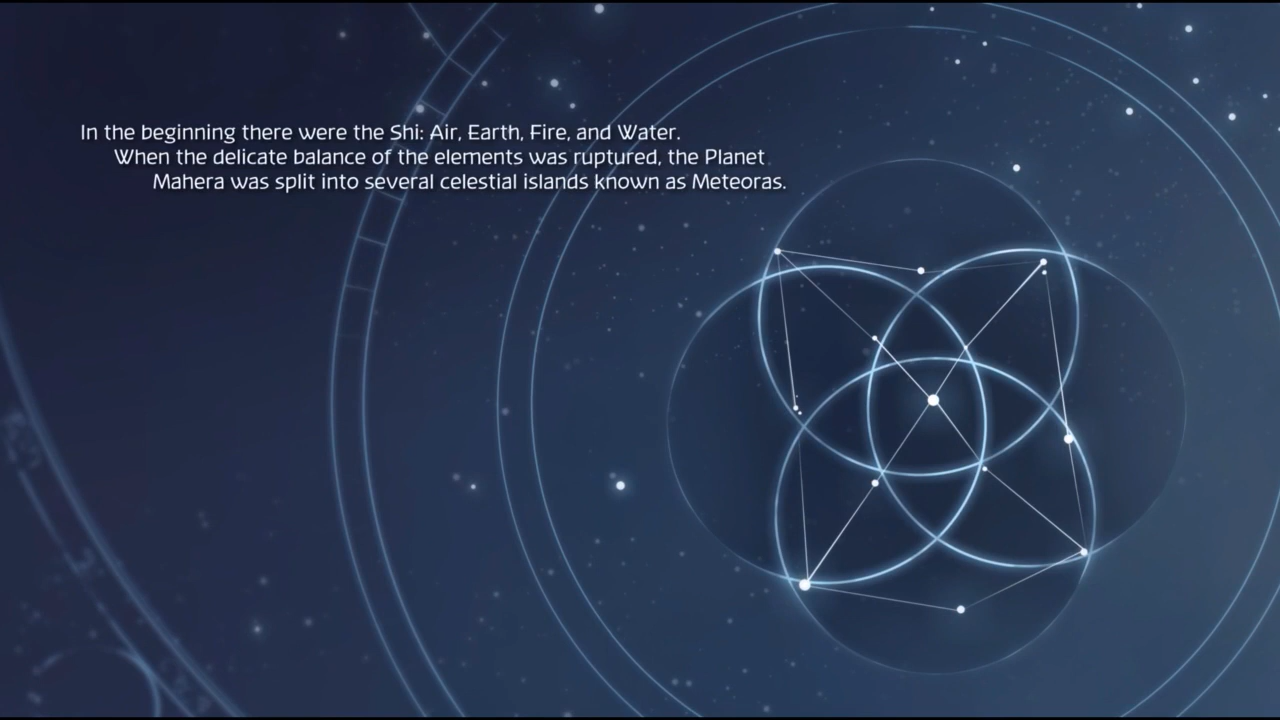 In the beginning there were the Shi: Air, Earth, Fire, and Water.
When the delicate balance of the elements was ruptured, the Planet
Mahera was split into several celestial islands known as Meteoras.